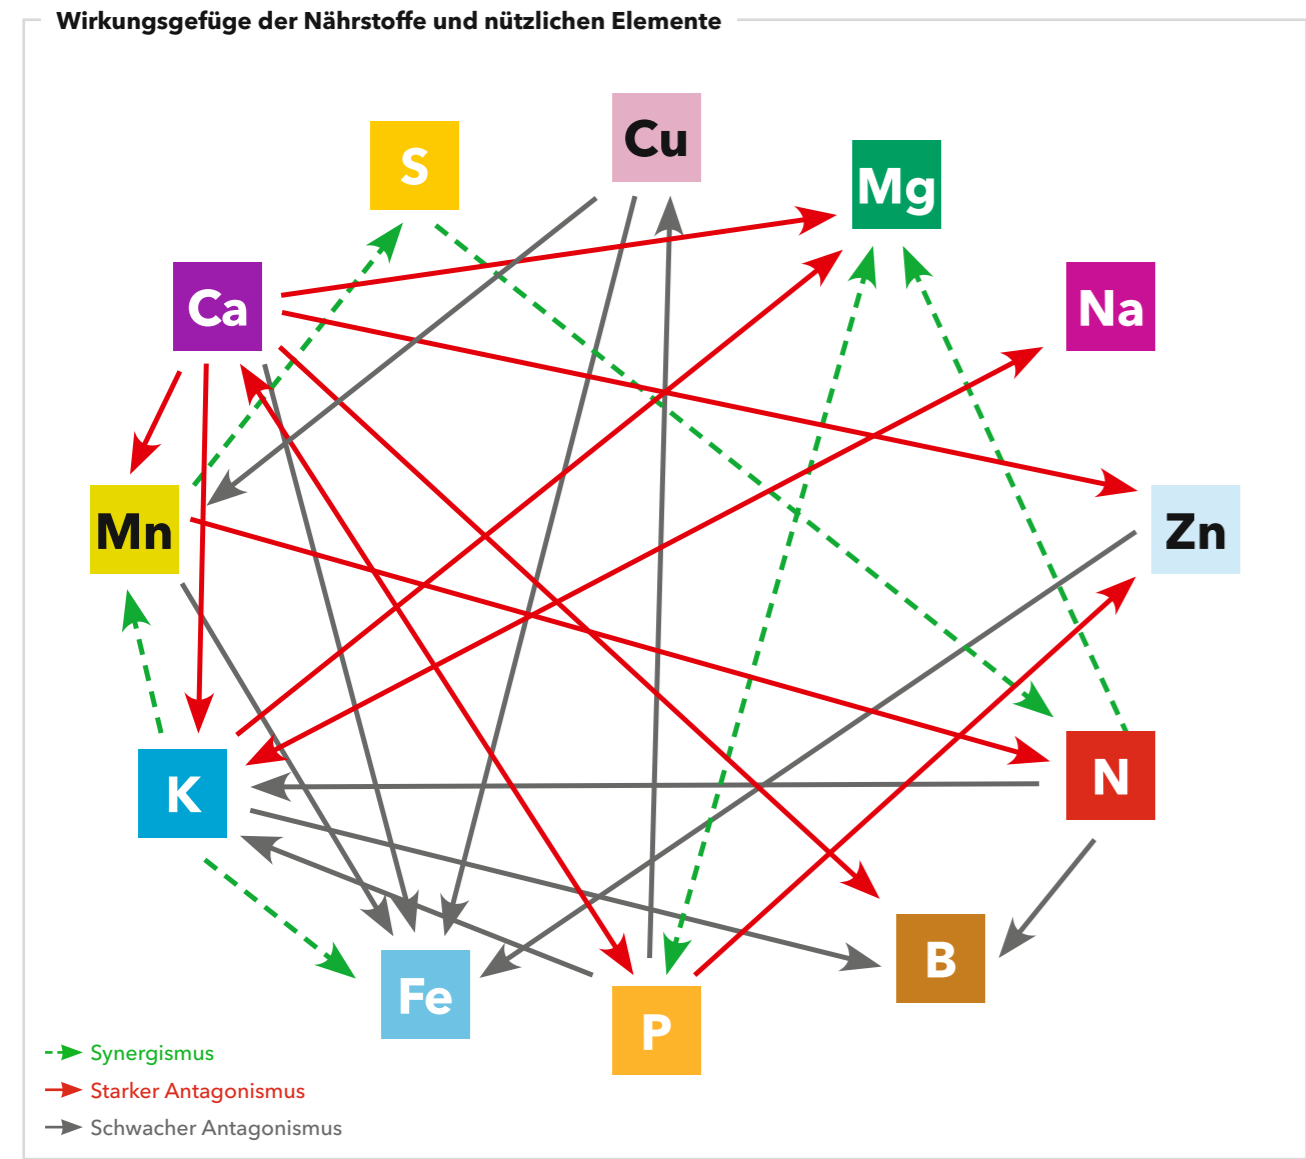 Wirkungsgefüge der Nährstoffe und nützlichen Elemente
Cu
S
Mg
Ca
Na
Mn
Zn
K
N
B
Fe
P
Synergismus
Starker Antagonismus
Schwacher Antagonismus